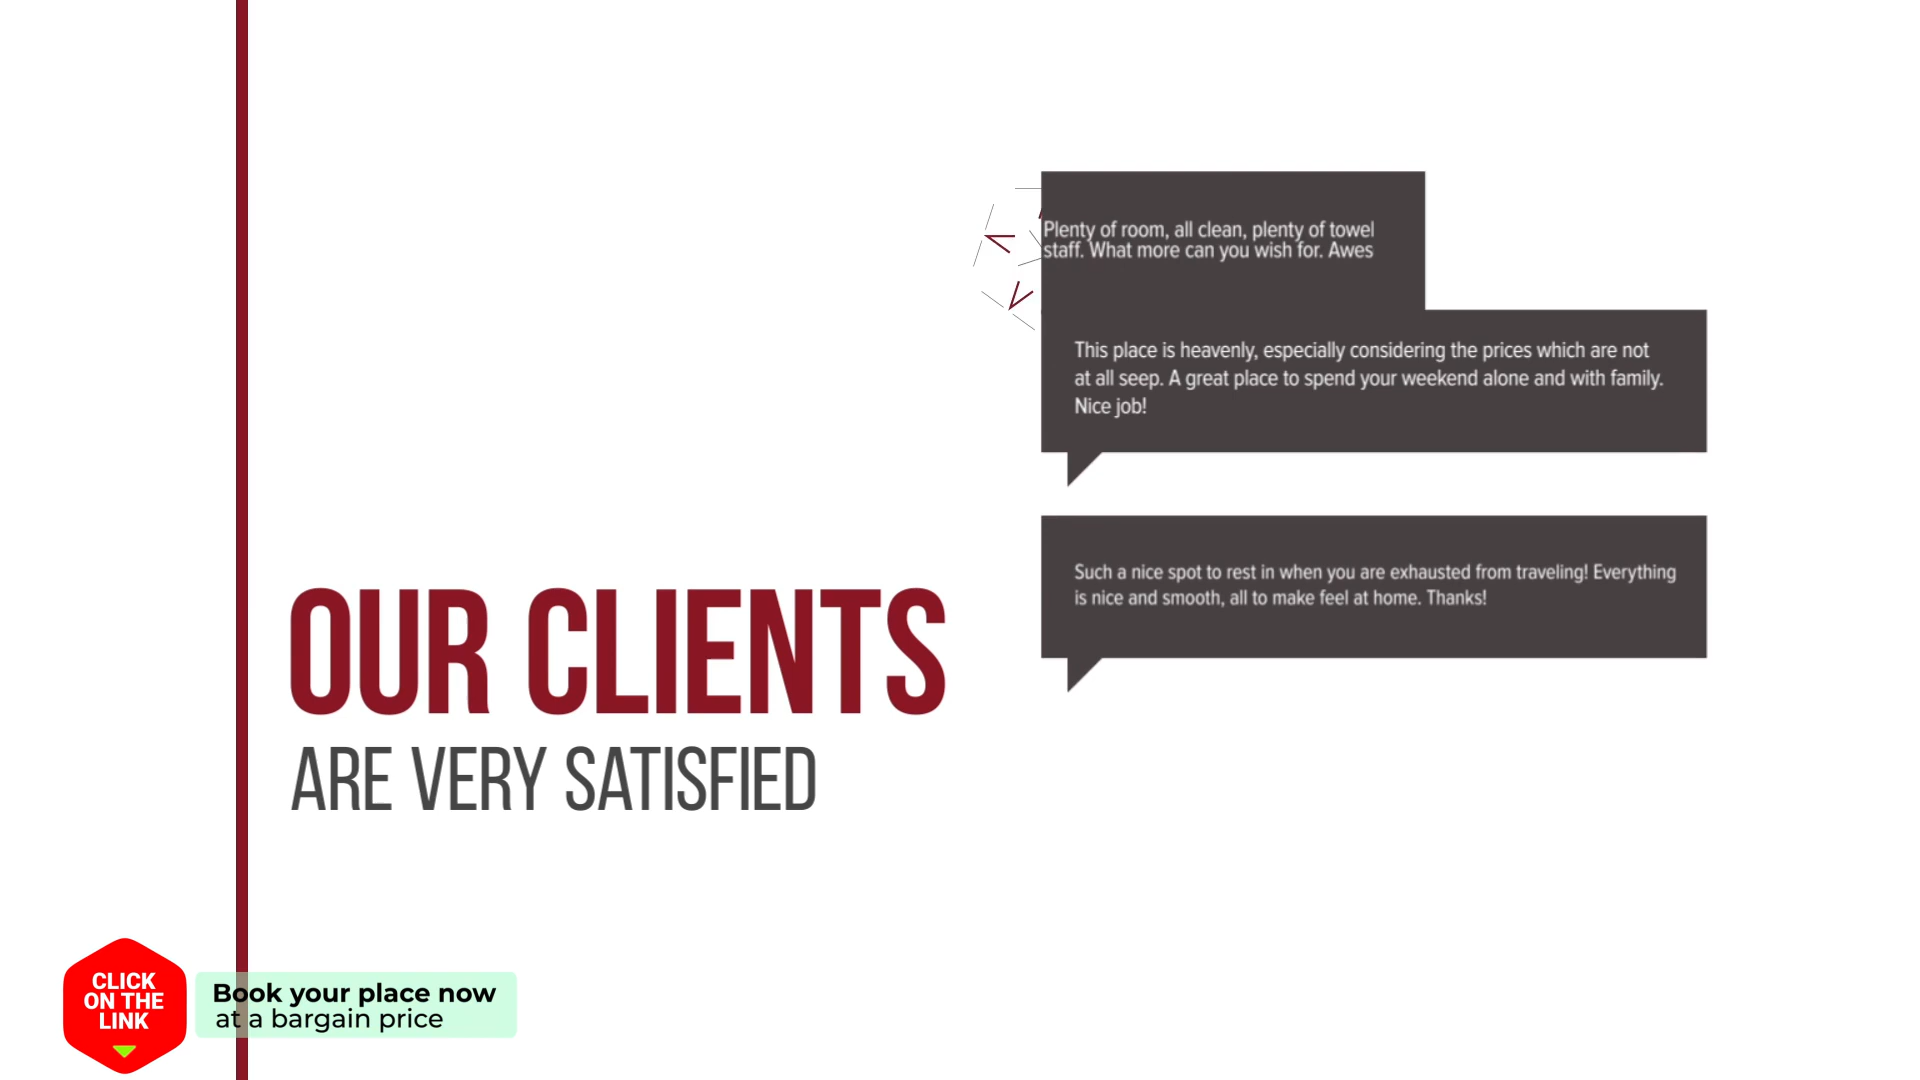 Plenty of room, all clean, plenty of towel
staff. What more can you wish for. Awes
This place is heavenly, especially considering the prices which are not
at all seep. A great place to spend your weekend alone and with family.
Nice job!
Such a nice spot to rest in when you are exhausted from traveling! Everything
is nice and smooth, all to make feel at home. Thanks!
OUR CLIENTS
ARE VERY SATISFIED
CLICK
ON THE
LINK
Book your place now
at a bargain price